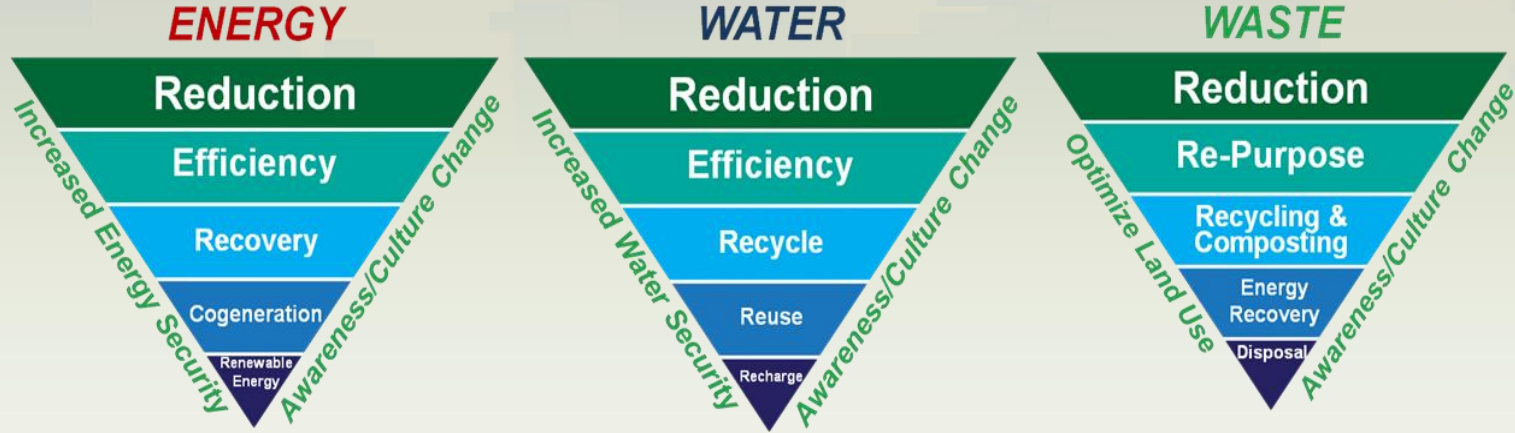 ENERGY
Reduction
Efficiency
Recovery
Cogeneration
Renewable
Energy
Increased Energy Security
Awareness/Culture Change
WATER
Reduction
Efficiency
Recycle
Reuse
Recharge
Increased Water Security
Awareness/Culture Change
WASTE
Reduction
Re-Purpose
Recycling &
Composting
Energy
Recovery
Disposal
Optimize Land Use
Awareness/Culture Change